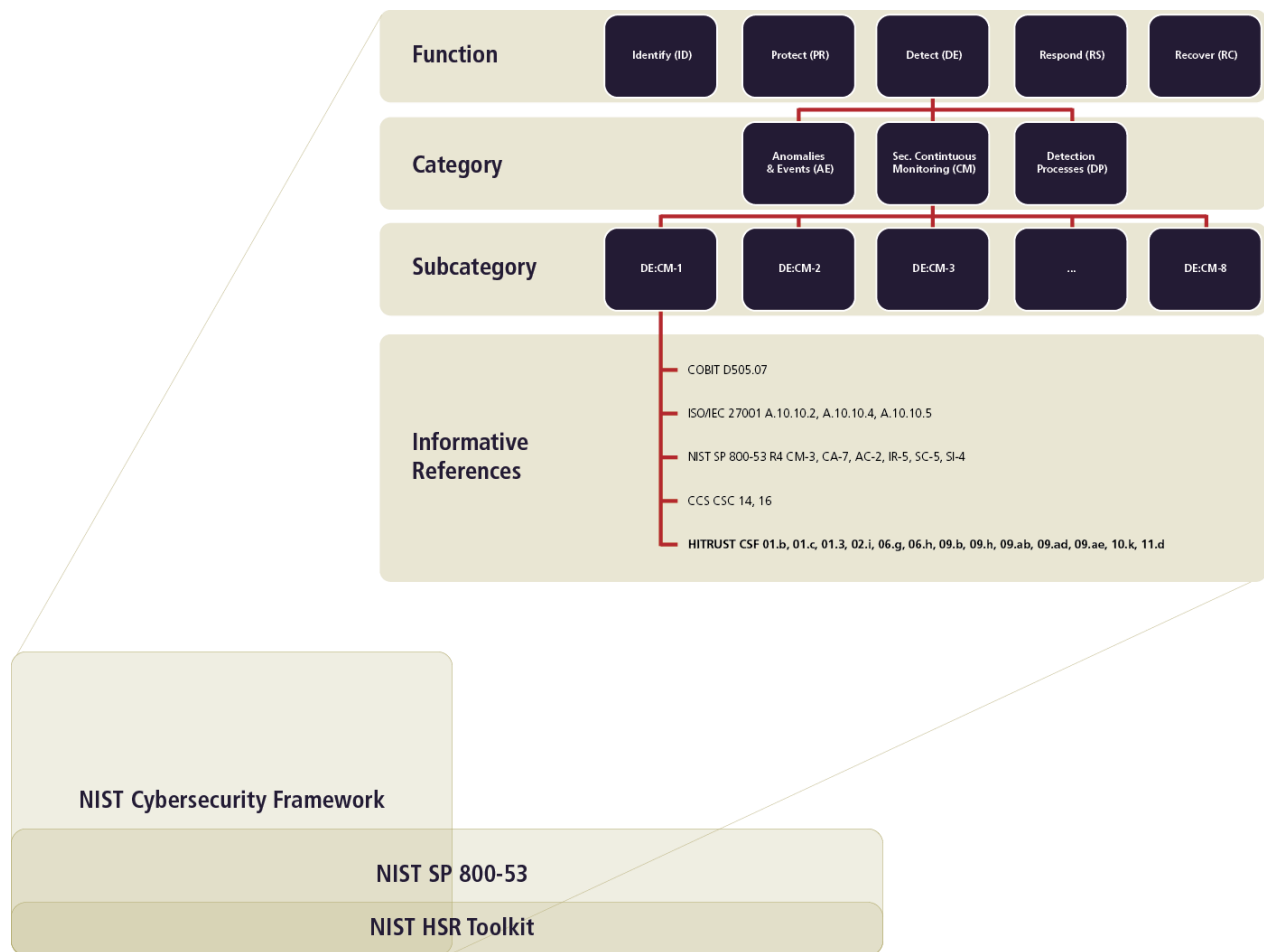 Function
Identify (ID)
Protect (PR)
Detect (DE)
Respond (RS)
Recover (RC)
Category
Anomalies
& Events (AE)
Sec. Contintuous
Monitoring (CM)
Detection
Processes (DP)
Subcategory
DE:CM-1
DE:CM-2
DE:CM-3
...
DE:CM-8
Informative
References
COBIT D505.07
ISO/IEC 27001 A.10.10.2, A.10.10.4, A.10.10.5
NIST SP 800-53 R4 CM-3, CA-7, AC-2, IR-5, SC-5, SI-4
CCS CSC 14, 16
HITRUST CSF 01.b, 01.c, 01.3, 02.i, 06.g, 06.h, 09.b, 09.h, 09.ab, 09.ad, 09.ae, 10.k, 11.d
NIST Cybersecurity Framework
NIST SP 800-53
NIST HSR Toolkit